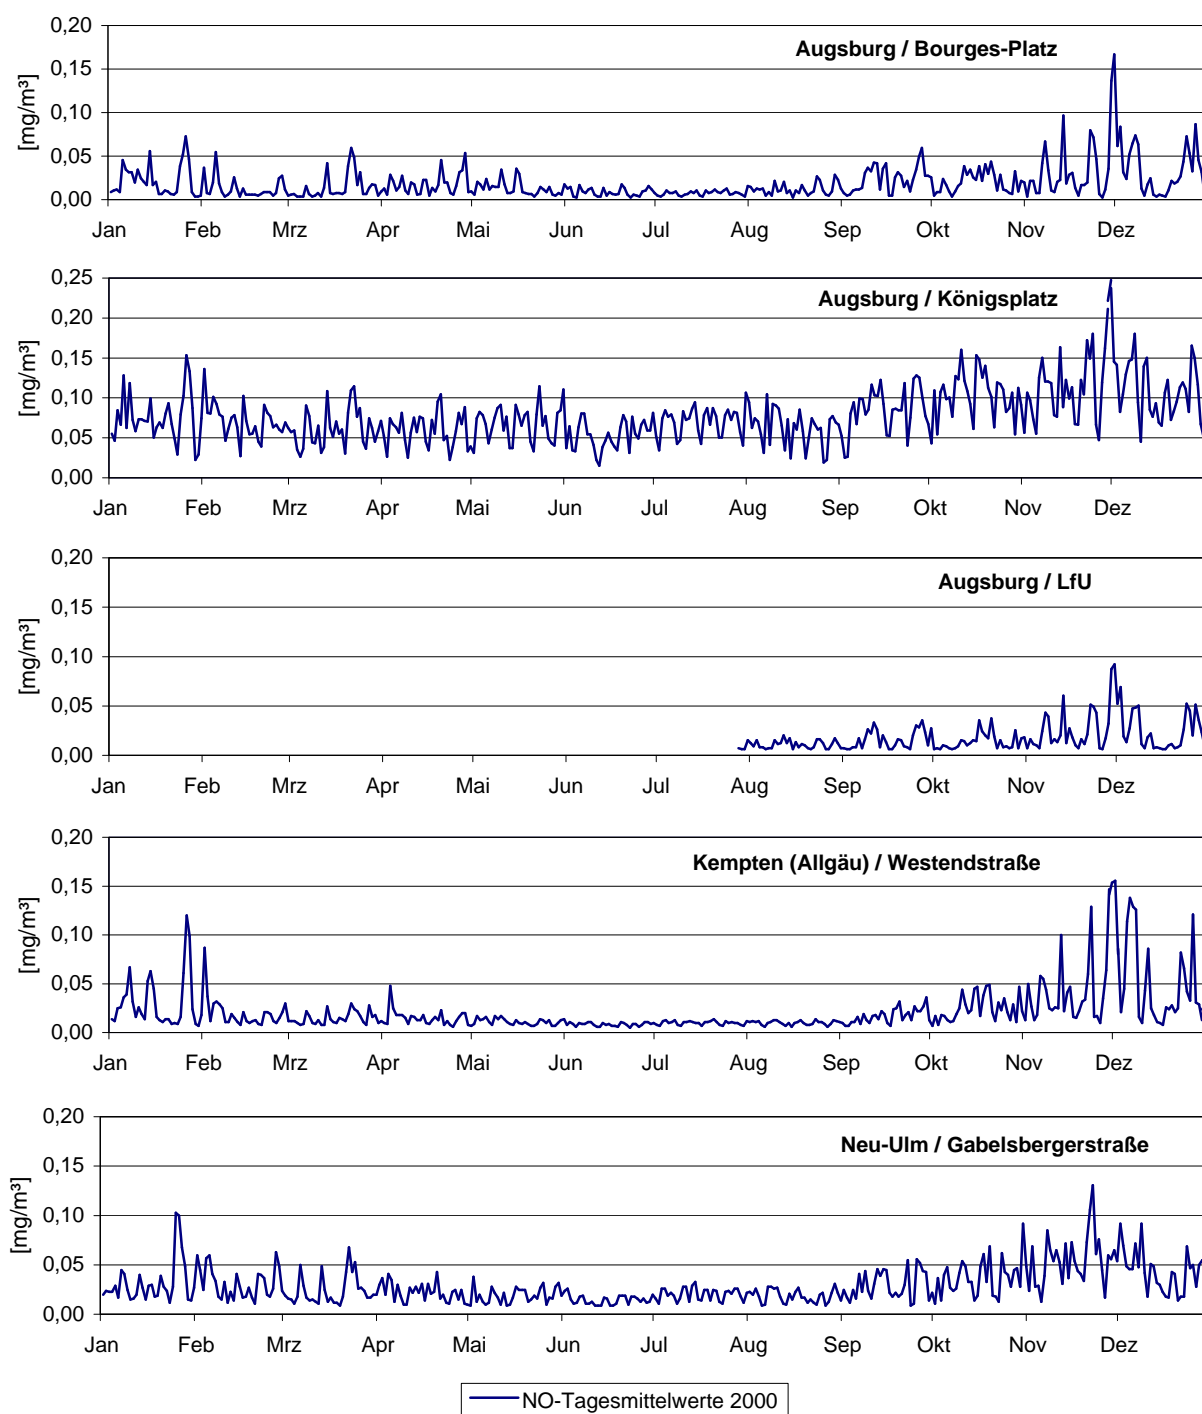 0,20
Augsburg / Bourges-Platz
0,15
0,10
0,05
0,00
[mg/m³]
Jan Feb Mrz Apr Mai Jun Jul Aug Sep Okt Nov Dez
0,25
Augsburg / Königsplatz
0,20
0,15
0,10
0,05
0,00
[mg/m³]
Jan Feb Mrz Apr Mai Jun Jul Aug Sep Okt Nov Dez
0,20
Augsburg / LfU
0,15
0,10
0,05
0,00
[mg/m³]
Jan Feb Mrz Apr Mai Jun Jul Aug Sep Okt Nov Dez
0,20
Kempten (Allgäu) / Westendstraße
0,15
0,10
0,05
0,00
[mg/m³]
Jan Feb Mrz Apr Mai Jun Jul Aug Sep Okt Nov Dez
0,20
Neu-Ulm / Gabelsbergerstraße
0,15
0,10
0,05
0,00
[mg/m³]
Jan Feb Mrz Apr Mai Jun Jul Aug Sep Okt Nov Dez
NO-Tagesmittelwerte 2000